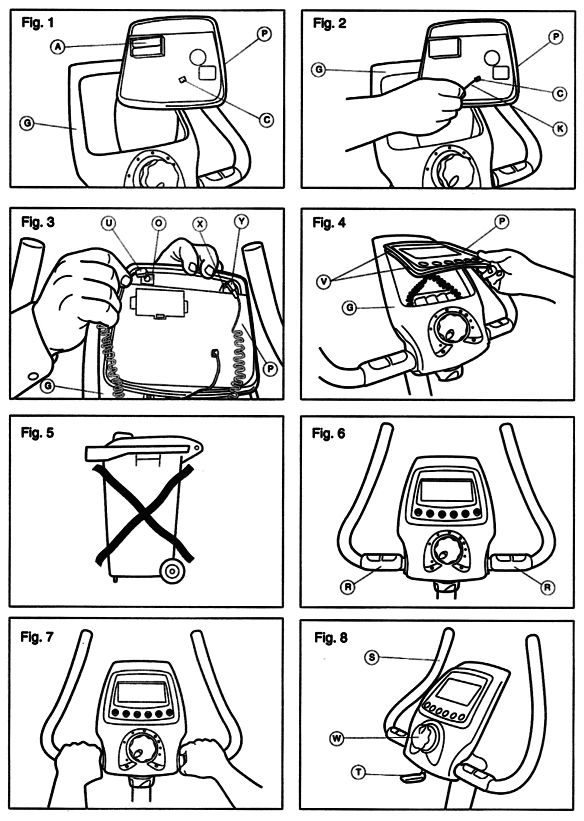 Fig. 1
A
P
G
C
Fig. 2
P
G
C
K
Fig. 3
U
O
X
Y
P
G
Fig. 4
P
V
G
Fig. 5
Fig. 6
R
R
Fig. 7
Fig. 8
S
W
T